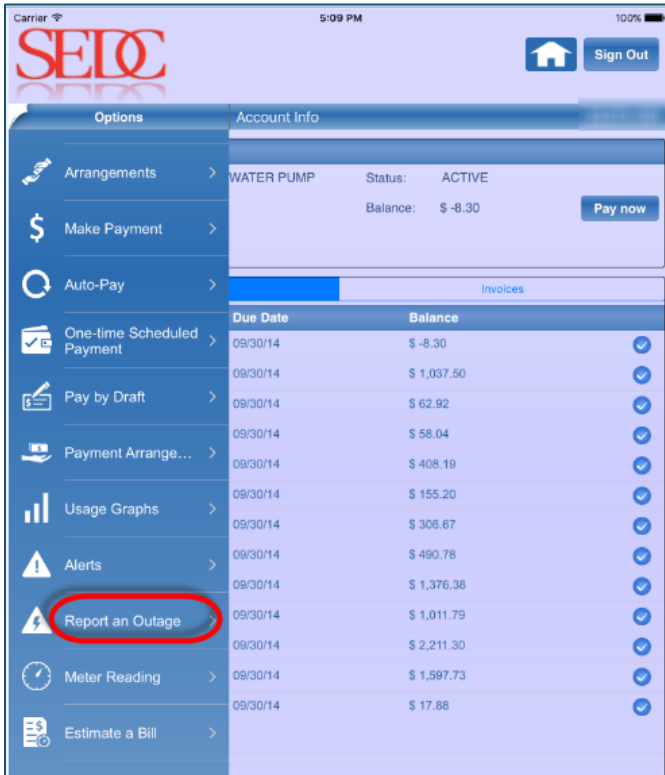 Carrier 5:09 PM 100%
SEDC
Sign Out
Options
Account Info
Arrangements
Make Payment
Auto-Pay
One-time Scheduled
Payment
Pay by Draft
Payment Arrange...
Usage Graphs
Alerts
Report an Outage
Meter Reading
Estimate a Bill
WATER PUMP Status: ACTIVE
Balance: $ -8.30 Pay now
Invoices
Due Date Balance
09/30/14 $ -8.30
09/30/14 $ 1,037.50
09/30/14 $ 62.92
09/30/14 $ 58.04
09/30/14 $ 408.19
09/30/14 $ 155.20
09/30/14 $ 306.67
09/30/14 $ 490.78
09/30/14 $ 1,376.38
09/30/14 $ 1,011.79
09/30/14 $ 2,211.30
09/30/14 $ 1,597.73
09/30/14 $ 17.88